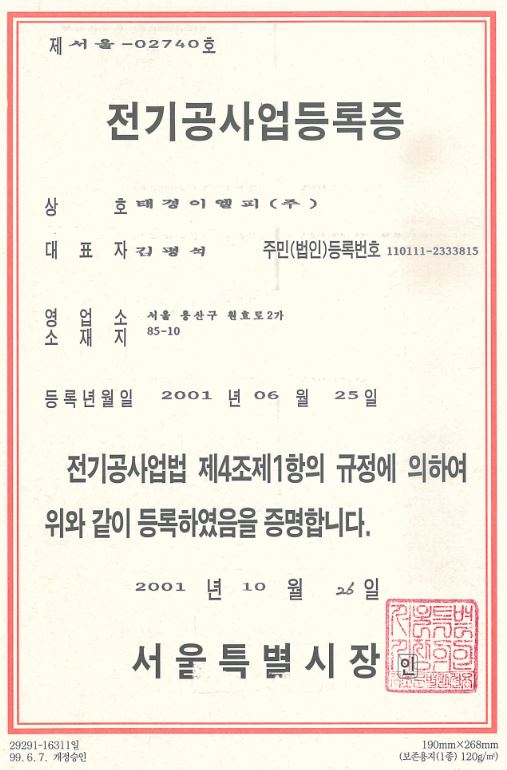 제 서울-02740호
전기공사업등록증
상 호 태경이엘피(주)
대 표 자 김평석 주민(법인)등록번호 110111-2333815
영 업 소 서울 용산구 원효로2가
소 재 지 85-10
등록년월일 2001 년 06 월 25 일
전기공사업법 제4조제1항의 규정에 의하여
위와 같이 등록하였음을 증명합니다.
2001 년 10 월 26 일
서울특별시장 인
29291-16311일 190mm×268mm
99. 6. 7. 개정승인 (보존용지(1종) 120g/㎡)